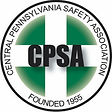 CENTRAL PENNSYLVANIA SAFETY ASSOCIATION
CPSA
FOUNDED 1955